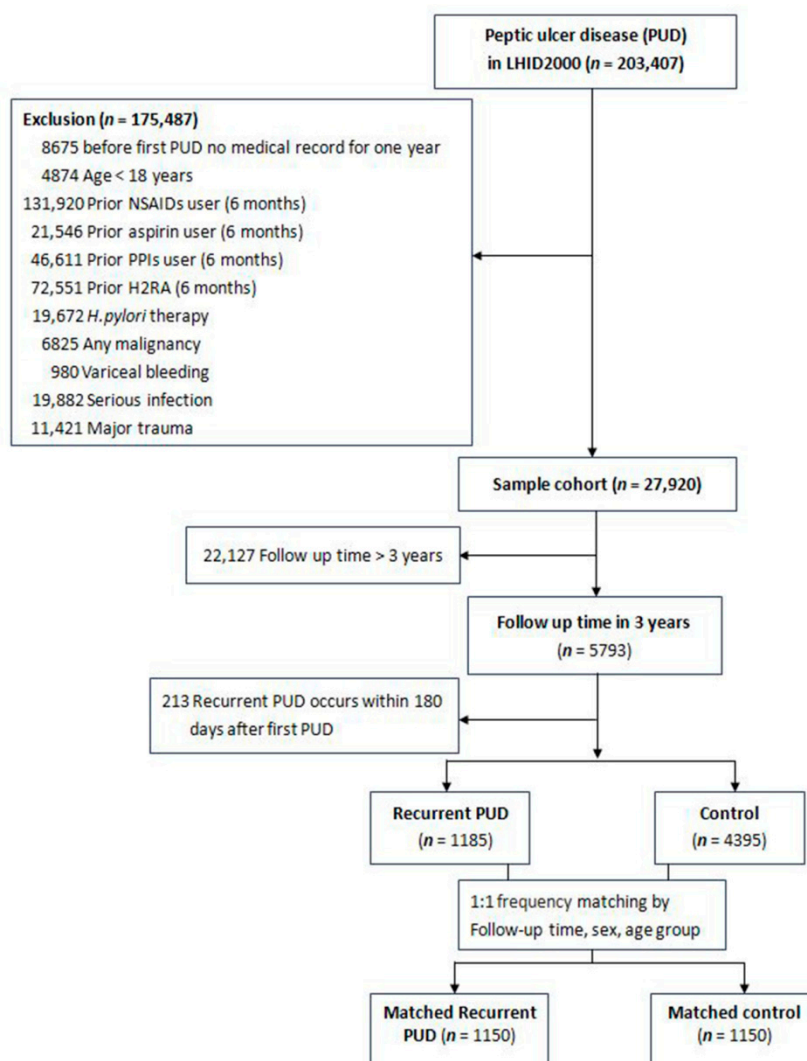 Peptic ulcer disease (PUD)
in LHID2000 (n = 203,407)
Exclusion (n = 175,487)
8675 before first PUD no medical record for one year
4874 Age < 18 years
131,920 Prior NSAIDs user (6 months)
21,546 Prior aspirin user (6 months)
46,611 Prior PPIs user (6 months)
72,551 Prior H2RA (6 months)
19,672 H.pylori therapy
6825 Any malignancy
980 Variceal bleeding
19,882 Serious infection
11,421 Major trauma
Sample cohort (n = 27,920)
22,127 Follow up time > 3 years
Follow up time in 3 years
(n = 5793)
213 Recurrent PUD occurs within 180
days after first PUD
Recurrent PUD
(n = 1185)
Control
(n = 4395)
1:1 frequency matching by
Follow-up time, sex, age group
Matched Recurrent
PUD (n = 1150)
Matched control
(n = 1150)